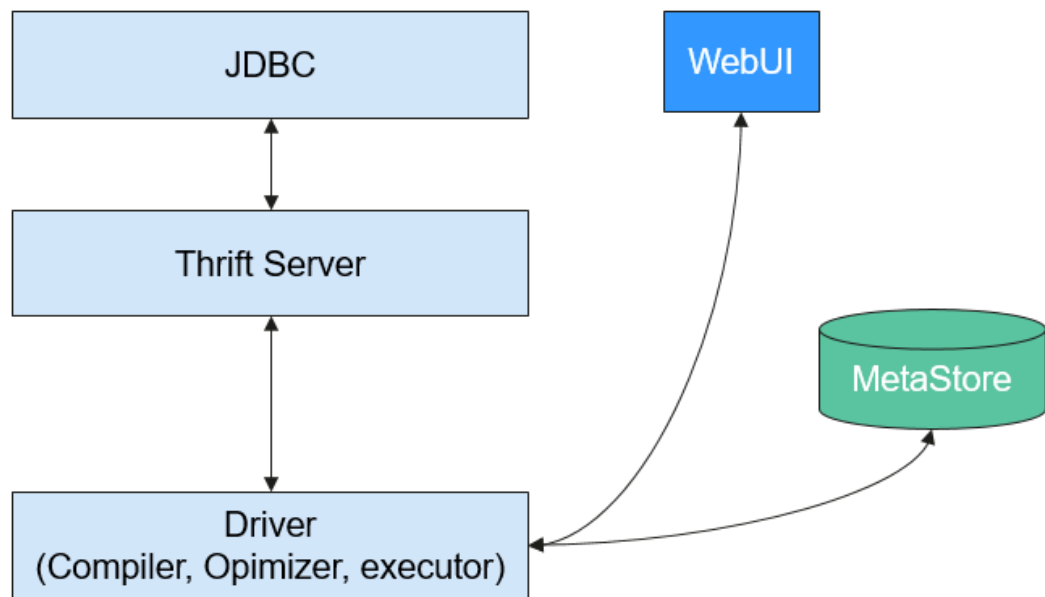 JDBC
WebUI
Thrift Server
MetaStore
Driver
(Compiler, Opimizer, executor)